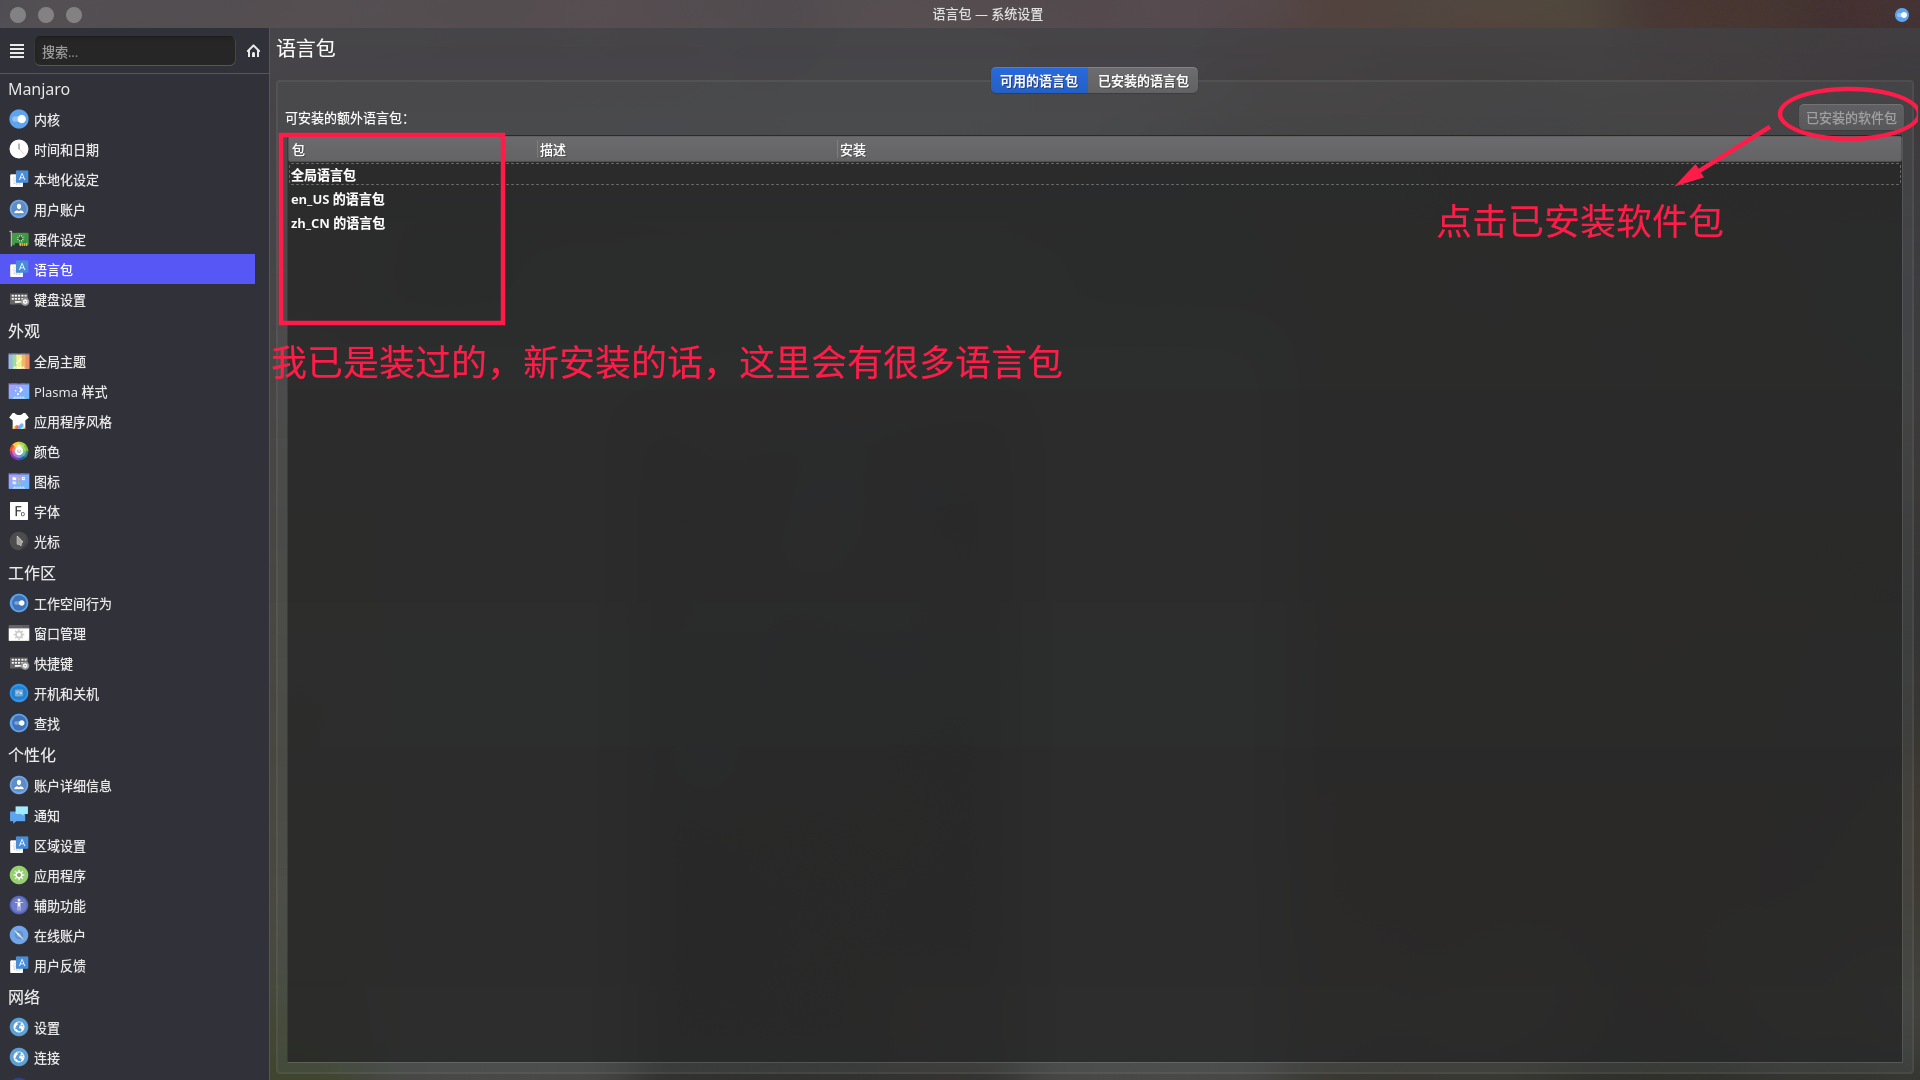 语言包 — 系统设置
搜索...
Manjaro
内核
时间和日期
本地化设定
用户账户
硬件设定
语言包
键盘设置
外观
全局主题
Plasma 样式
应用程序风格
颜色
图标
字体
光标
工作区
工作空间行为
窗口管理
快捷键
开机和关机
查找
个性化
账户详细信息
通知
区域设置
应用程序
辅助功能
在线账户
用户反馈
网络
设置
连接
语言包
可用的语言包 已安装的语言包
可安装的额外语言包：
已安装的软件包
包 描述 安装
全局语言包
en_US 的语言包
zh_CN 的语言包
点击已安装软件包
我已是装过的，新安装的话，这里会有很多语言包